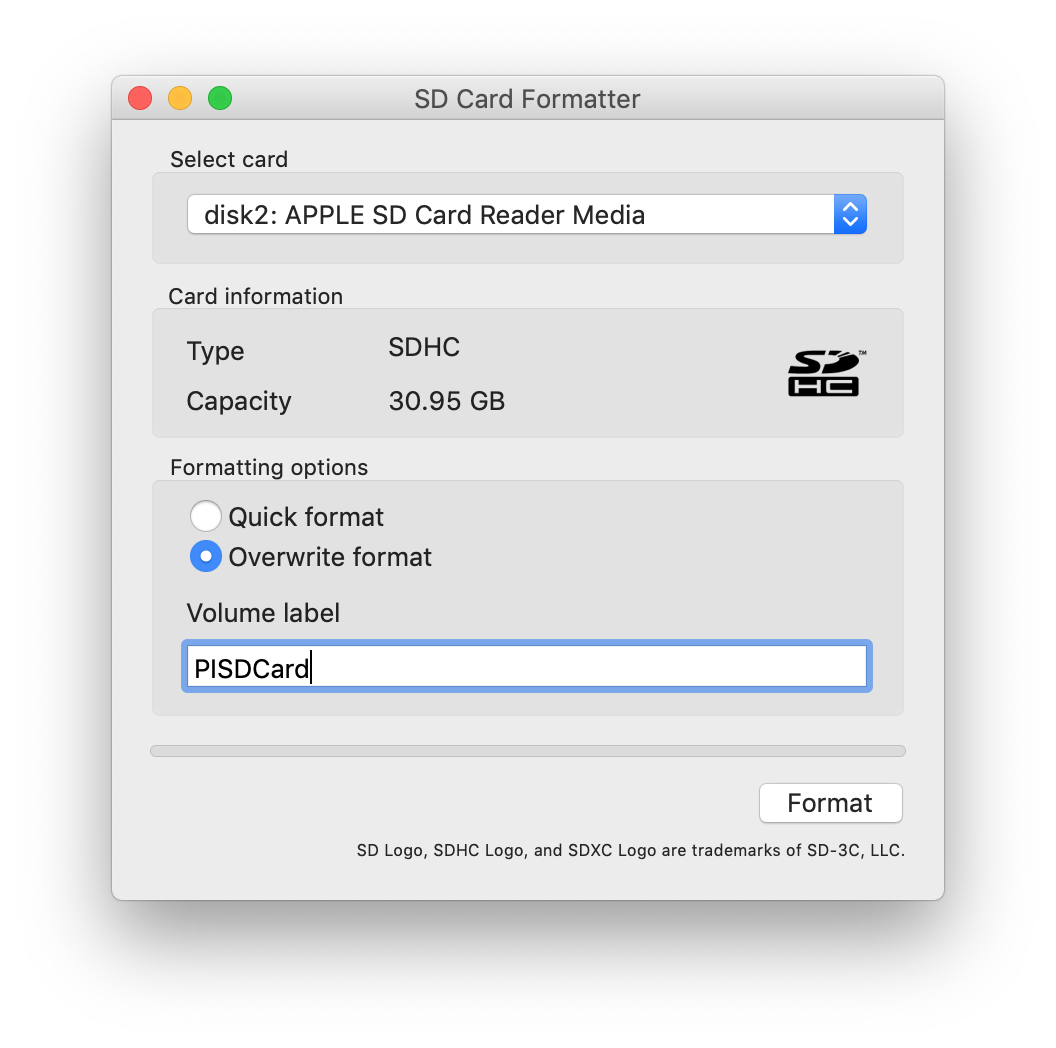 SD Card Formatter
Select card
disk2: APPLE SD Card Reader Media
Card information
Type SDHC
SD™
HC
Capacity 30.95 GB
Formatting options
Quick format
Overwrite format
Volume label
PISDCard
Format
SD Logo, SDHC Logo, and SDXC Logo are trademarks of SD-3C, LLC.